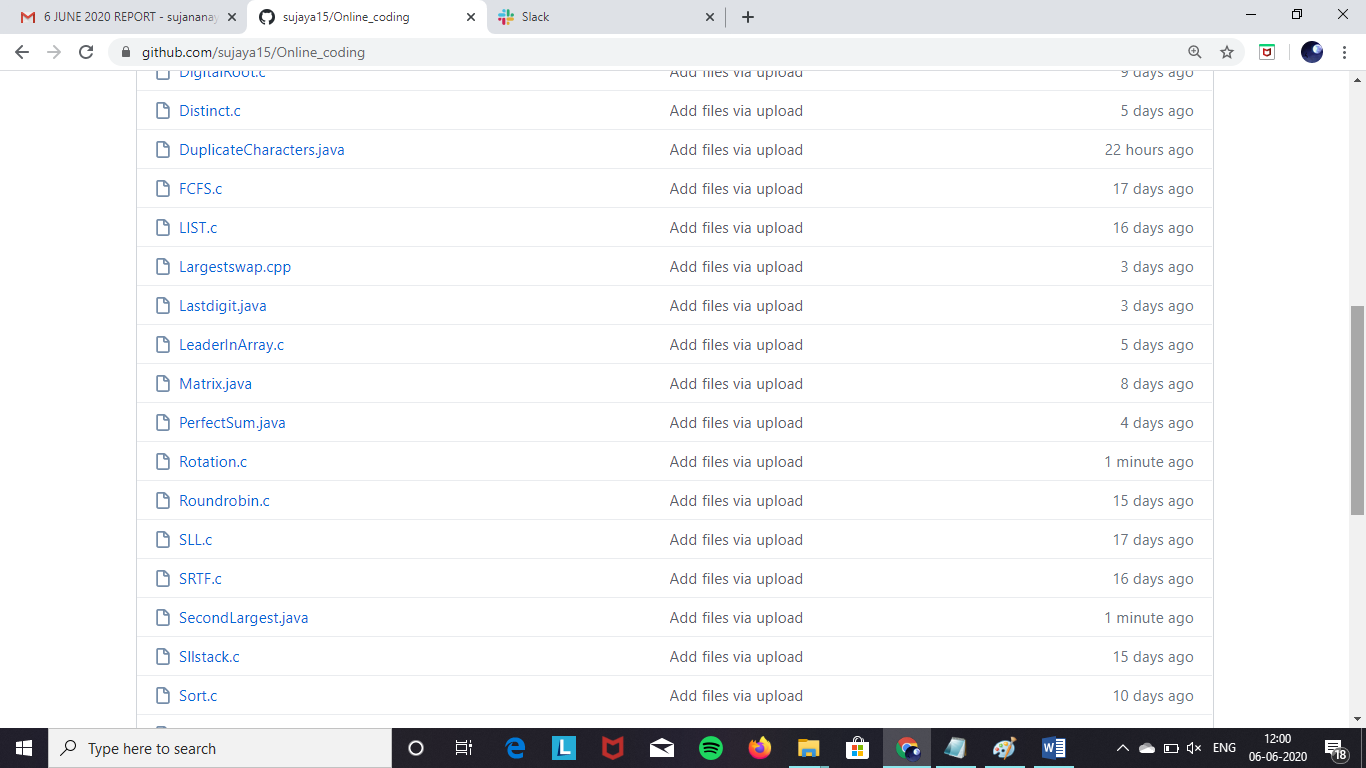 6 JUNE 2020 REPORT - sujananay
sujaya15/Online_coding
Slack
github.com/sujaya15/Online_coding
DigitalRoot.c Add files via upload 9 days ago
Distinct.c Add files via upload 5 days ago
DuplicateCharacters.java Add files via upload 22 hours ago
FCFS.c Add files via upload 17 days ago
LIST.c Add files via upload 16 days ago
Largestswap.cpp Add files via upload 3 days ago
Lastdigit.java Add files via upload 3 days ago
LeaderInArray.c Add files via upload 5 days ago
Matrix.java Add files via upload 8 days ago
PerfectSum.java Add files via upload 4 days ago
Rotation.c Add files via upload 1 minute ago
Roundrobin.c Add files via upload 15 days ago
SLL.c Add files via upload 17 days ago
SRTF.c Add files via upload 16 days ago
SecondLargest.java Add files via upload 1 minute ago
Sllstack.c Add files via upload 15 days ago
Sort.c Add files via upload 10 days ago
Type here to search
L
W
ENG
12:00
06-06-2020
18